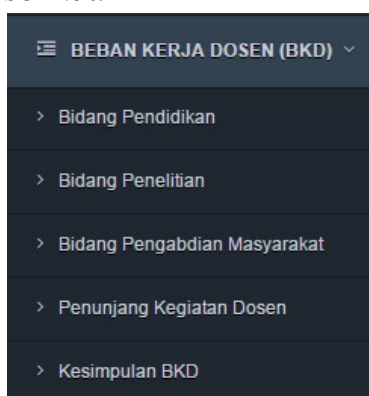 BEBAN KERJA DOSEN (BKD)
Bidang Pendidikan
Bidang Penelitian
Bidang Pengabdian Masyarakat
Penunjang Kegiatan Dosen
Kesimpulan BKD